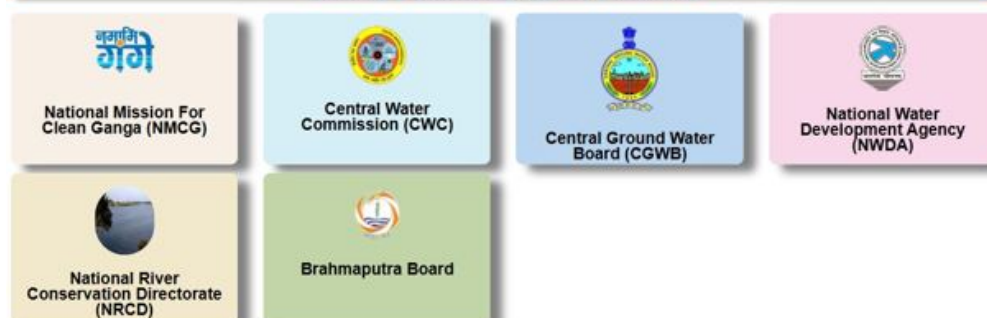 नमामि
गंगे
National Mission For
Clean Ganga (NMCG)
Central Water
Commission (CWC)
Central Ground Water
Board (CGWB)
National Water
Development Agency
(NWDA)
National River
Conservation Directorate
(NRCD)
Brahmaputra Board